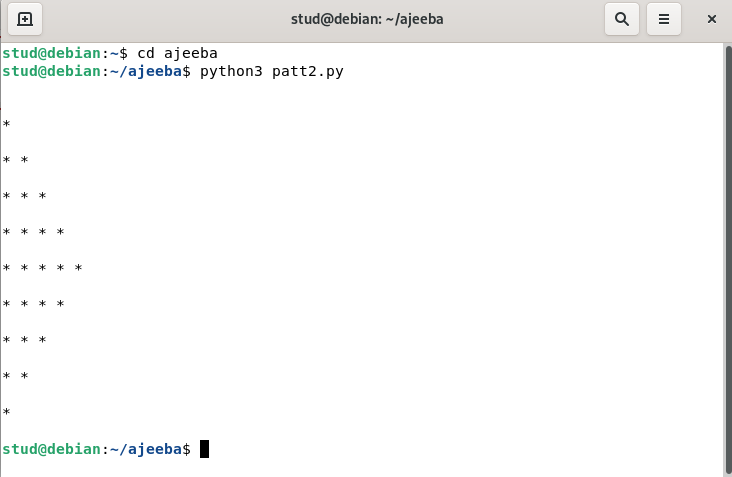 stud@debian: ~/ajeeba
stud@debian:~$ cd ajeeba
stud@debian:~/ajeeba$ python3 patt2.py
*
* *
* * *
* * * *
* * * * *
* * * *
* * *
* *
*
stud@debian:~/ajeeba$